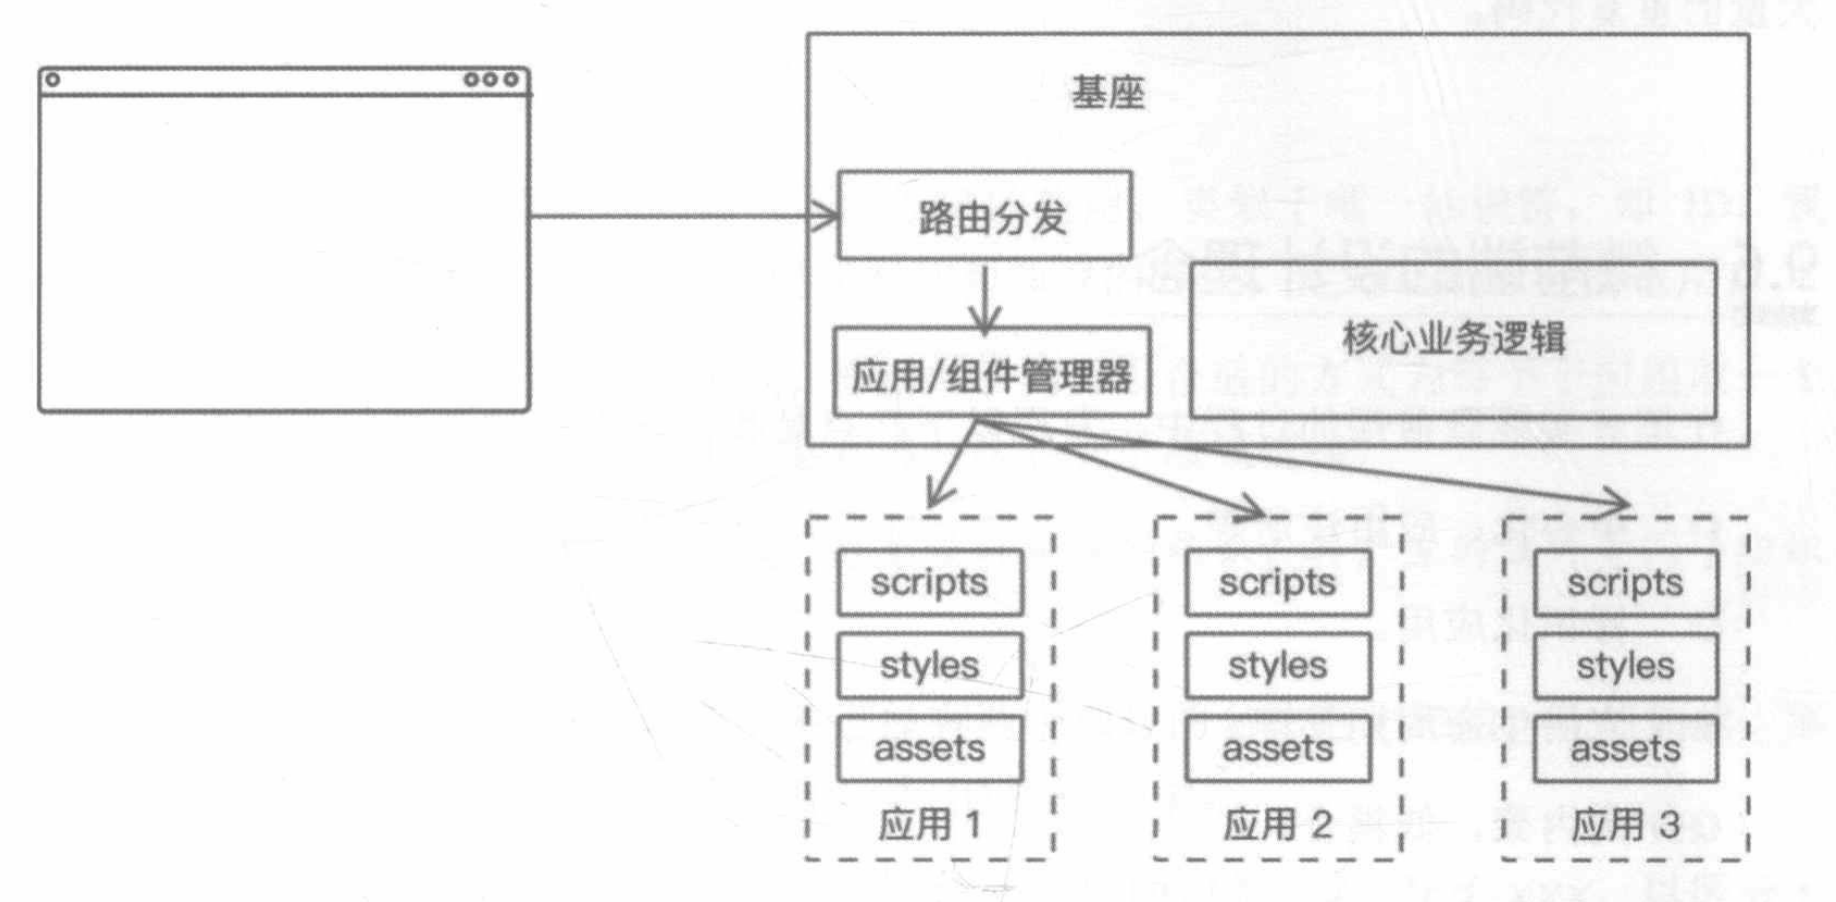 基座
路由分发
应用/组件管理器
核心业务逻辑
scripts
styles
assets
应用 1
scripts
styles
assets
应用 2
scripts
styles
assets
应用 3